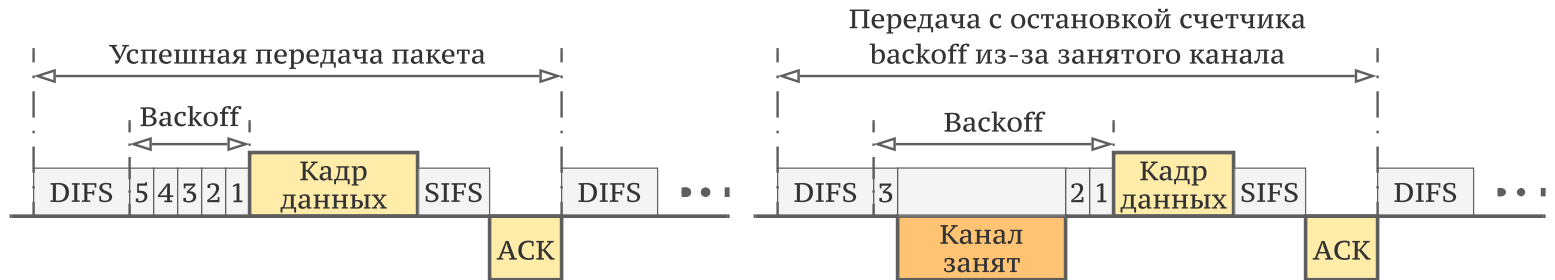 Успешная передача пакета
Backoff
DIFS 5 4 3 2 1 Кадр данных SIFS DIFS
ACK
Передача с остановкой счетчика
backoff из-за занятого канала
Backoff
DIFS 3 2 1 Кадр данных SIFS DIFS
Канал
занят
ACK